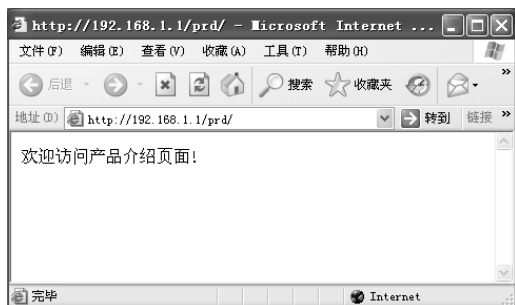 http://192.168.1.1/prd/ - Microsoft Internet ...
文件(F) 编辑(E) 查看(V) 收藏(A) 工具(T) 帮助(H)
后退 搜索 收藏夹 »
地址(D) http://192.168.1.1/prd/ 转到 链接 »
欢迎访问产品介绍页面!
完毕 Internet